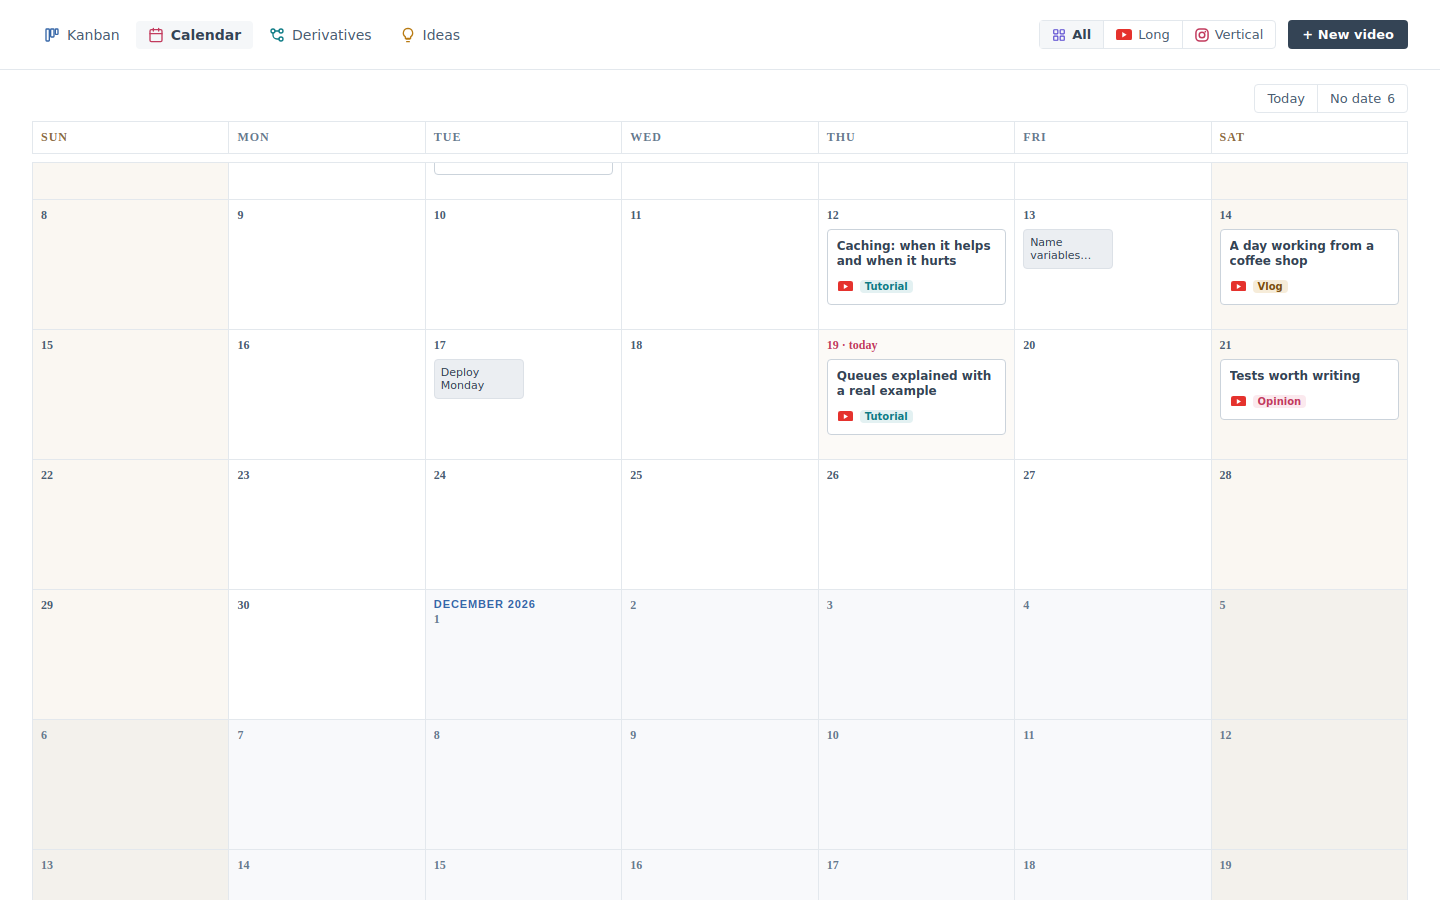 Kanban Calendar Derivatives Ideas All Long Vertical + New video
Today No date 6
SUN MON TUE WED THU FRI SAT
8 9 10 11 12 13 14
Caching: when it helps
and when it hurts
Tutorial
Name
variables...
A day working from a
coffee shop
Vlog
15 16 17 18 19 · today 20 21
Deploy
Monday
Queues explained with
a real example
Tutorial
Tests worth writing
Opinion
22 23 24 25 26 27 28
29 30 DECEMBER 2026
1 2 3 4 5
6 7 8 9 10 11 12
13 14 15 16 17 18 19